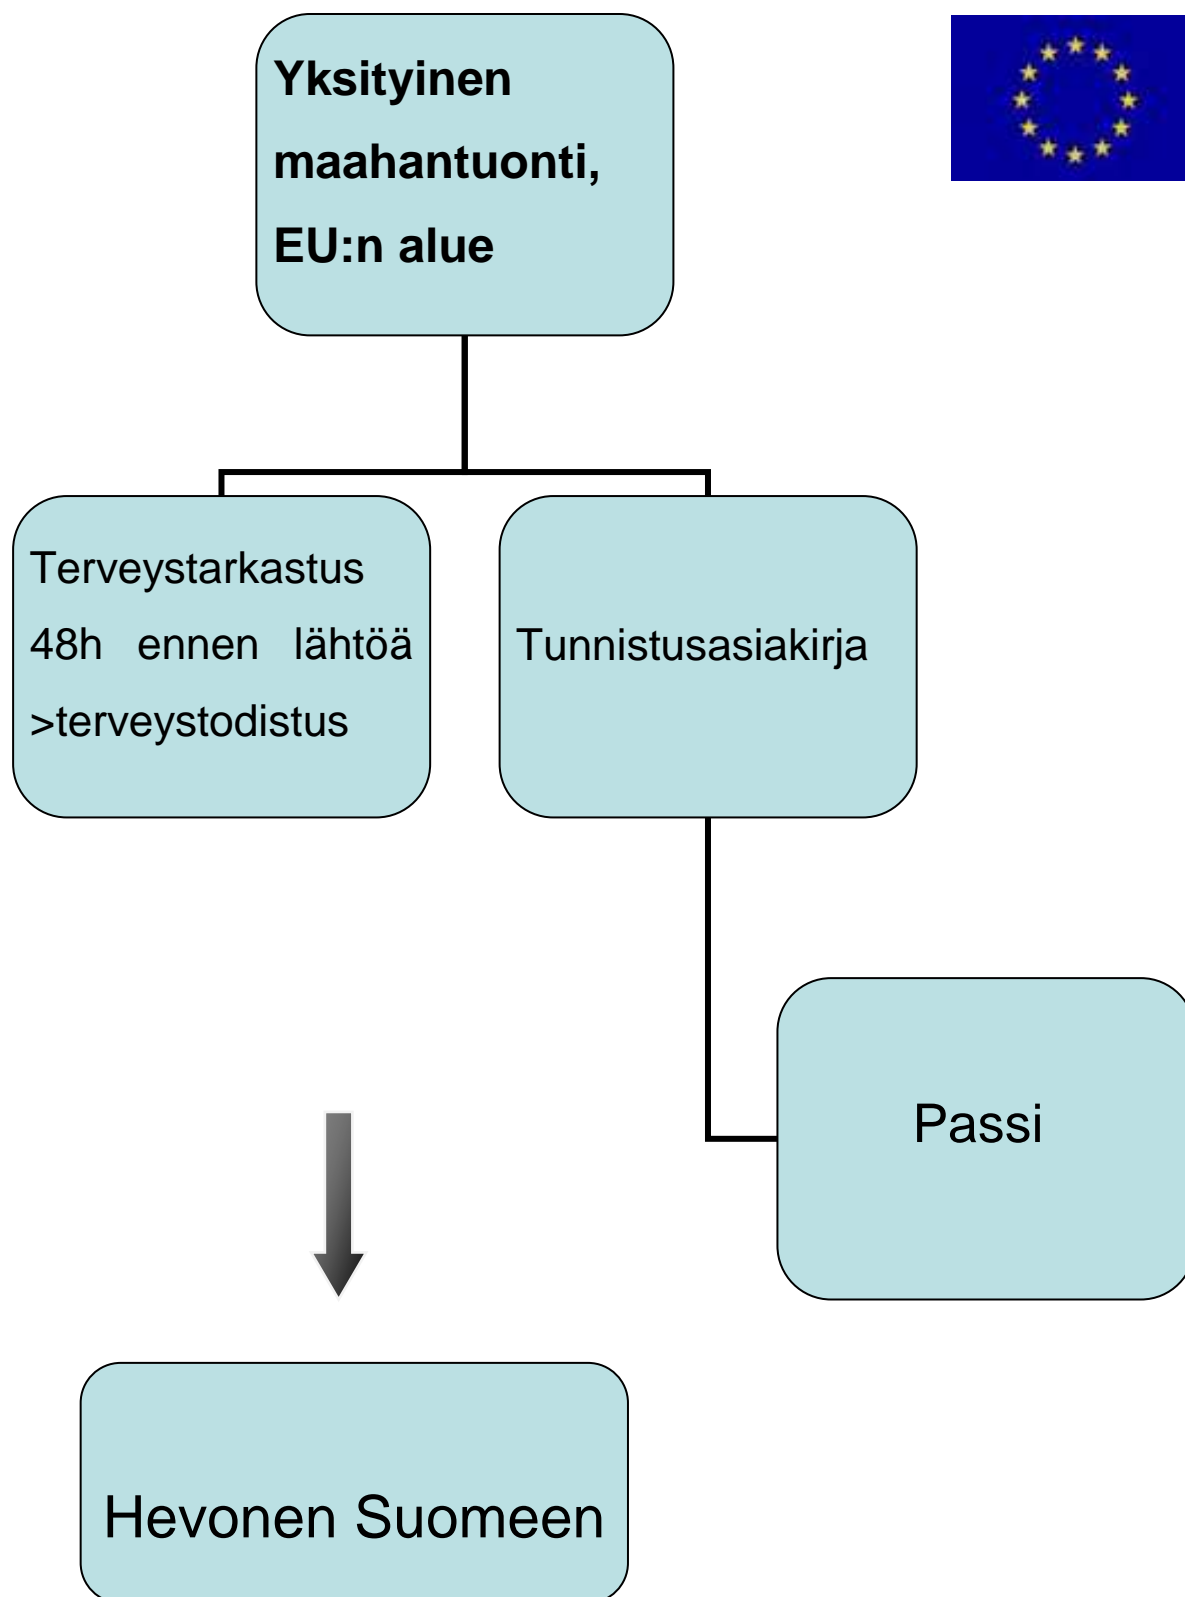 Yksityinen
maahantuonti,
EU:n alue
Terveystarkastus
48h ennen lähtöä
>terveystodistus
Tunnistusasiakirja
Passi
Hevonen Suomeen